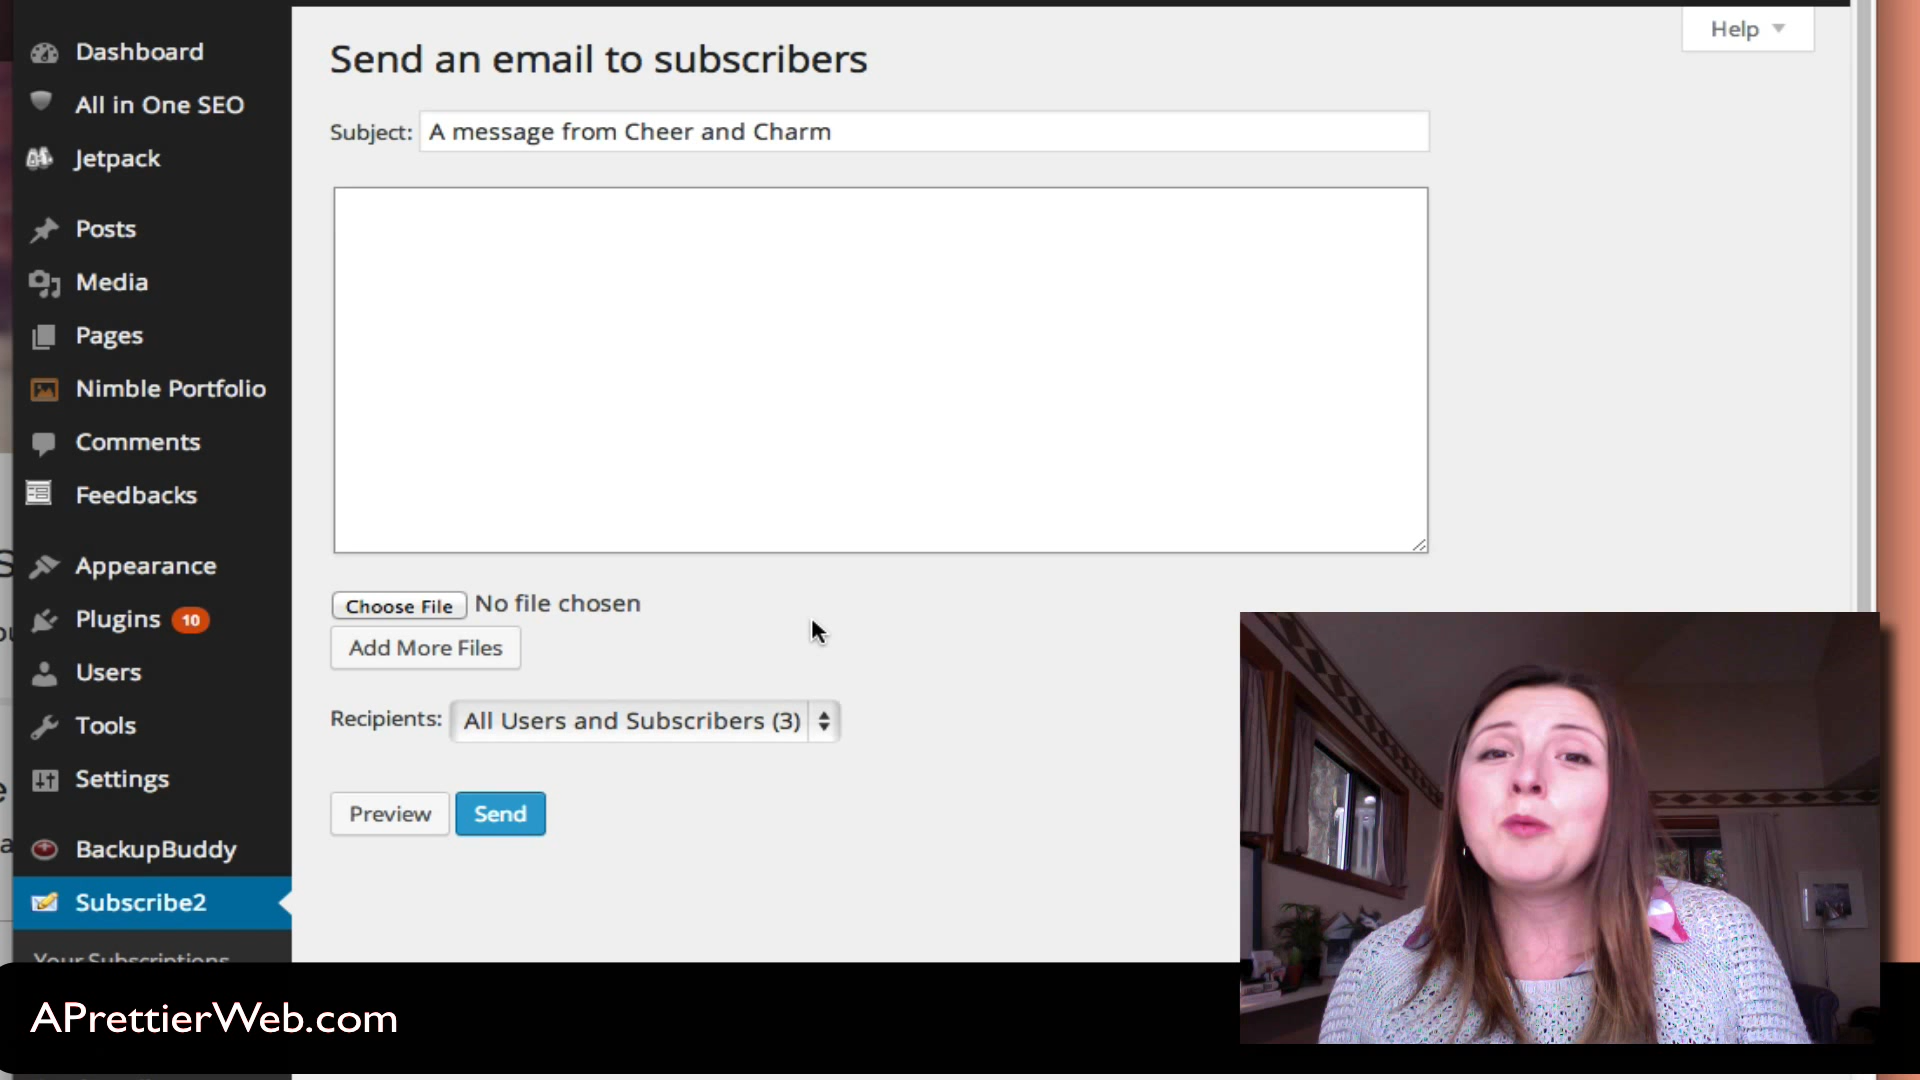 Dashboard
All in One SEO
Jetpack
Posts
Media
Pages
Nimble Portfolio
Comments
Feedbacks
Appearance
Plugins 10
Users
Tools
Settings
BackupBuddy
Subscribe2
Your Subscriptions
Help
Send an email to subscribers
Subject: A message from Cheer and Charm
Choose File No file chosen
Add More Files
Recipients: All Users and Subscribers (3)
Preview Send
APrettierWeb.com